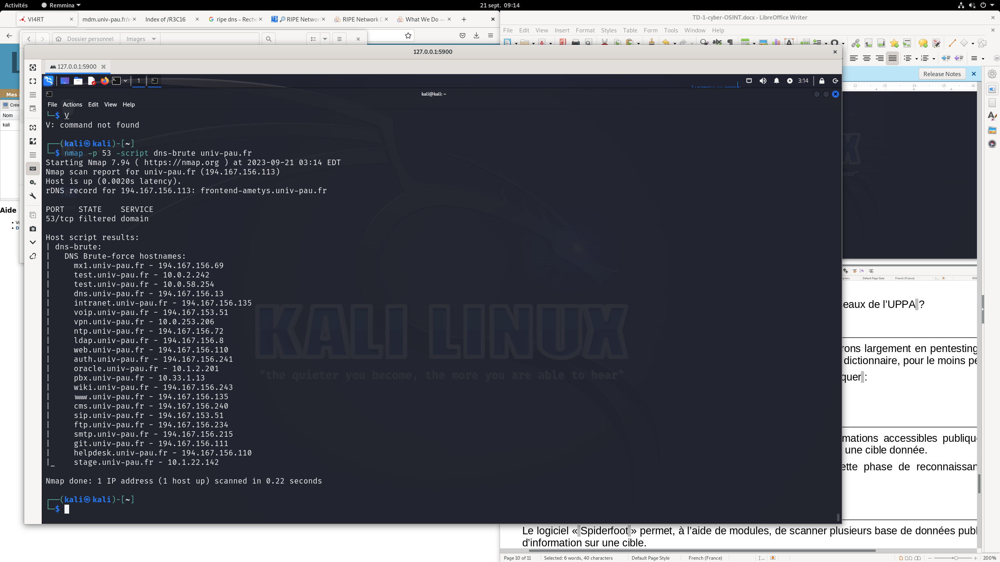 Activités
Remmina
21 sept. 09:14
VI4RT
mdm.univ-pau.fr/e
Index of /R3C16
ripe dns - Reche
RIPE Networ
RIPE Network C
What We Do —
TD-1-cyber-OSINT.docx - LibreOffice Writer
File Edit View Insert Format Styles Table Form Tools Window Help
Dossier personnel
Images
127.0.0.1:5900
127.0.0.1:5900
Release Notes
1
3:14
kali@kali: ~
File Actions Edit View Help
Mes
Crée
Nom
kali
Aide
└─$ V
V: command not found
┌──(kali㉿kali)-[~]
└─$ nmap -p 53 -script dns-brute univ-pau.fr
Starting Nmap 7.94 ( https://nmap.org ) at 2023-09-21 03:14 EDT
Nmap scan report for univ-pau.fr (194.167.156.113)
Host is up (0.0020s latency).
rDNS record for 194.167.156.113: frontend-ametys.univ-pau.fr
PORT   STATE    SERVICE
53/tcp filtered domain
Host script results:
| dns-brute:
|   DNS Brute-force hostnames:
|     mx1.univ-pau.fr - 194.167.156.69
|     test.univ-pau.fr - 10.0.2.242
|     test.univ-pau.fr - 10.0.58.254
|     dns.univ-pau.fr - 194.167.156.13
|     intranet.univ-pau.fr - 194.167.156.135
|     voip.univ-pau.fr - 194.167.153.51
|     vpn.univ-pau.fr - 10.0.253.206
|     ntp.univ-pau.fr - 194.167.156.72
|     ldap.univ-pau.fr - 194.167.156.8
|     web.univ-pau.fr - 194.167.156.110
|     auth.univ-pau.fr - 194.167.156.241
|     oracle.univ-pau.fr - 10.1.2.201
|     pbx.univ-pau.fr - 10.33.1.13
|     wiki.univ-pau.fr - 194.167.156.243
|     www.univ-pau.fr - 194.167.156.135
|     cms.univ-pau.fr - 194.167.156.240
|     sip.univ-pau.fr - 194.167.153.51
|     ftp.univ-pau.fr - 194.167.156.234
|     smtp.univ-pau.fr - 194.167.156.215
|     git.univ-pau.fr - 194.167.156.111
|     helpdesk.univ-pau.fr - 194.167.156.110
|_    stage.univ-pau.fr - 10.1.22.142
Nmap done: 1 IP address (1 host up) scanned in 0.22 seconds
┌──(kali㉿kali)-[~]
└─$
KALI LINUX
"the quieter you become, the more you are able to hear"
12 13 14 15 16
hear"
Default Page Style
French (France)
eaux de l’UPPA ?
rons largement en pentesting
dictionnaire, pour le moins pe
quer :
mations accessibles publiqu
une cible donnée.
ette phase de reconnaissan
Le logiciel « Spiderfoot » permet, à l’aide de modules, de scanner plusieurs base de données publ
d’information sur une cible.
Page 10 of 11
Selected: 6 words, 40 characters
Default Page Style
French (France)
200%